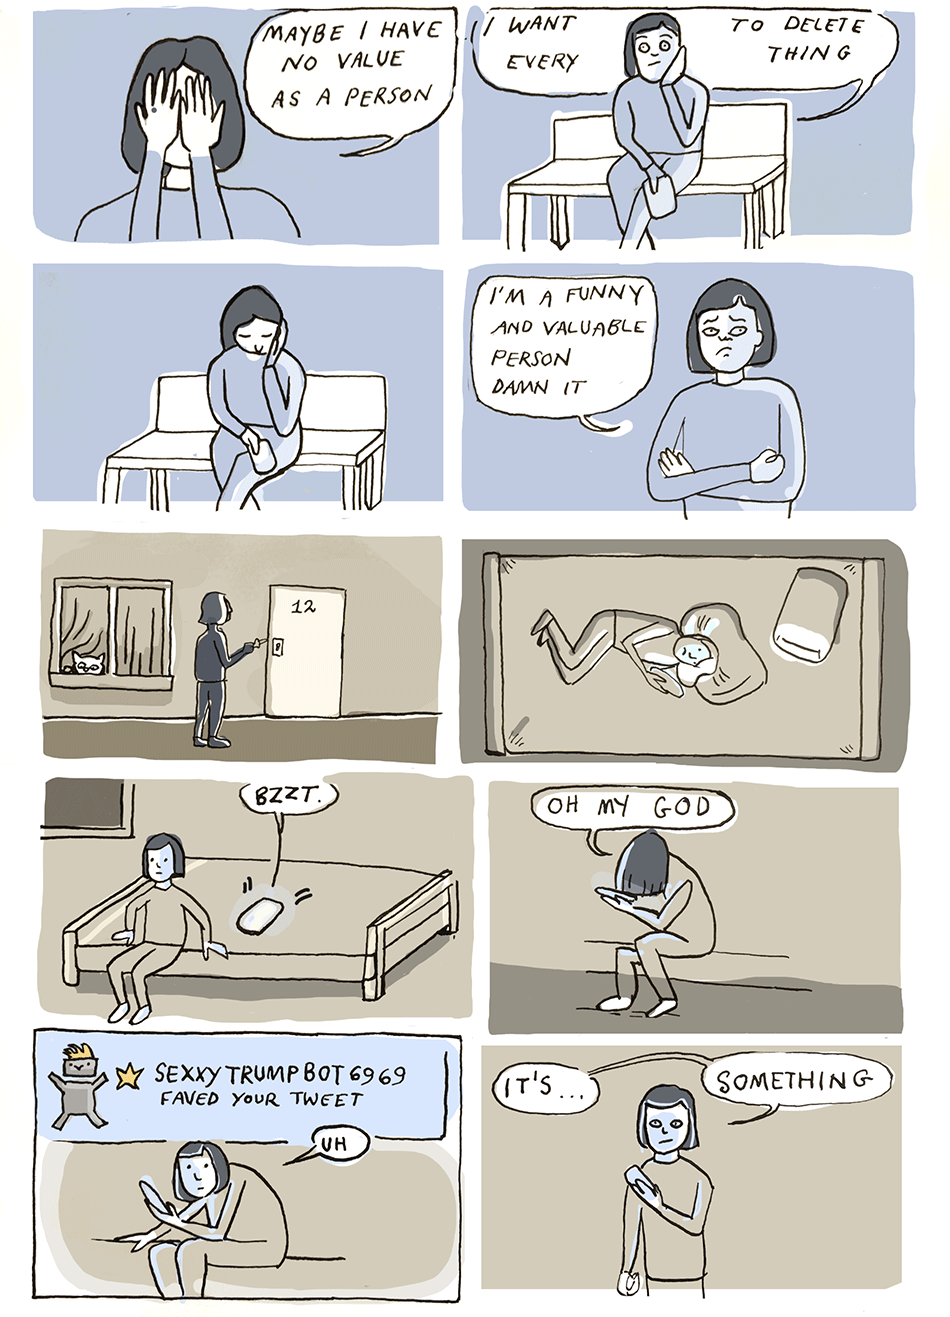 MAYBE I HAVE
NO VALUE
AS A PERSON
I WANT TO DELETE
EVERY THING
I'M A FUNNY
AND VALUABLE
PERSON
DAMN IT
12
BZZT.
OH MY GOD
SEXXY TRUMP BOT 6969
FAVED YOUR TWEET
UH
IT'S...
SOMETHING